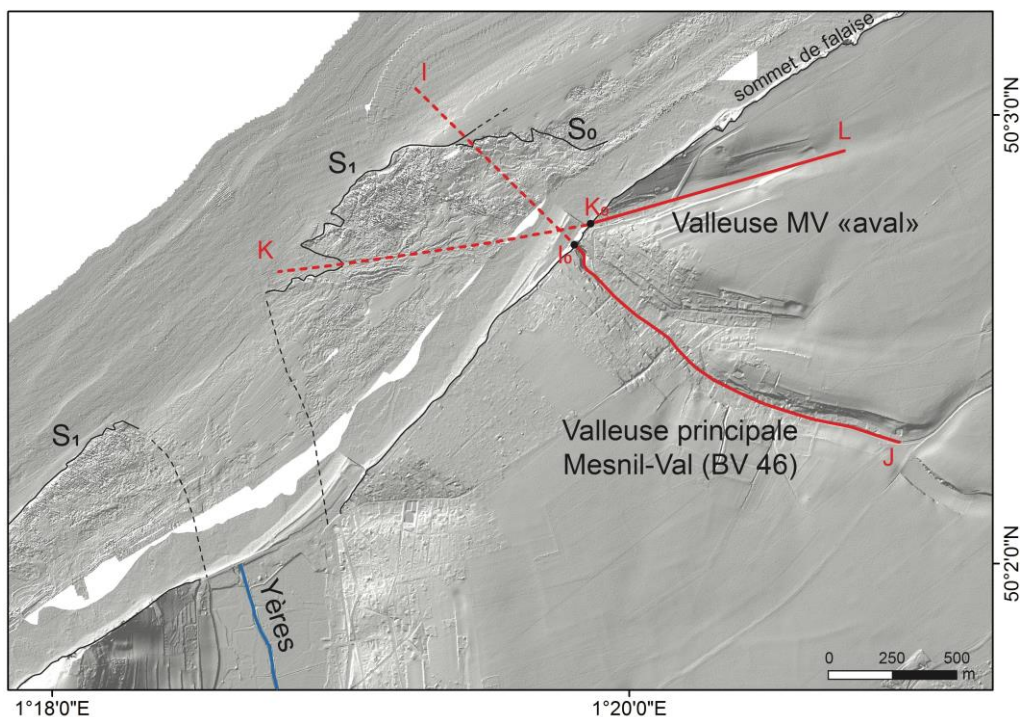 sommet de falaise
I
S₀
S₁
50°3'0"N
L
K₀
Valleuse MV «aval»
K
I₀
Valleuse principale
Mesnil-Val (BV 46)
J
S₁
50°2'0"N
Yères
0 250 500
m
1°18'0"E
1°20'0"E